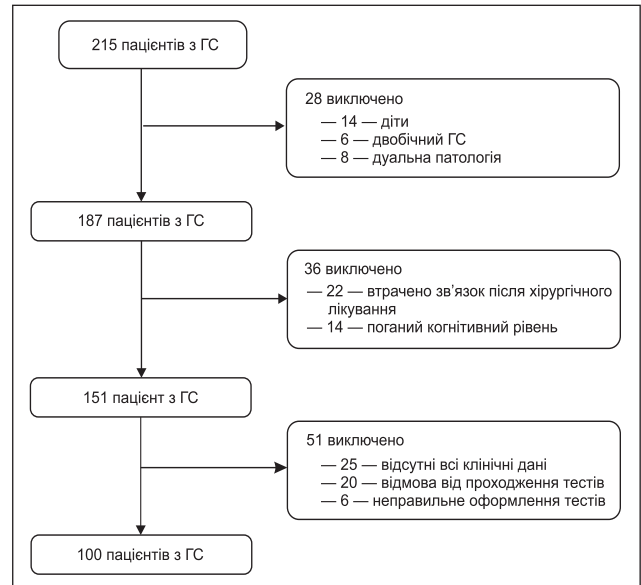 215 пацієнтів з ГС
28 виключено
— 14 — діти
— 6 — двобічний ГС
— 8 — дуальна патологія
187 пацієнтів з ГС
36 виключено
— 22 — втрачено зв’язок після хірургічного
лікування
— 14 — поганий когнітивний рівень
151 пацієнт з ГС
51 виключено
— 25 — відсутні всі клінічні дані
— 20 — відмова від проходження тестів
— 6 — неправильне оформлення тестів
100 пацієнтів з ГС